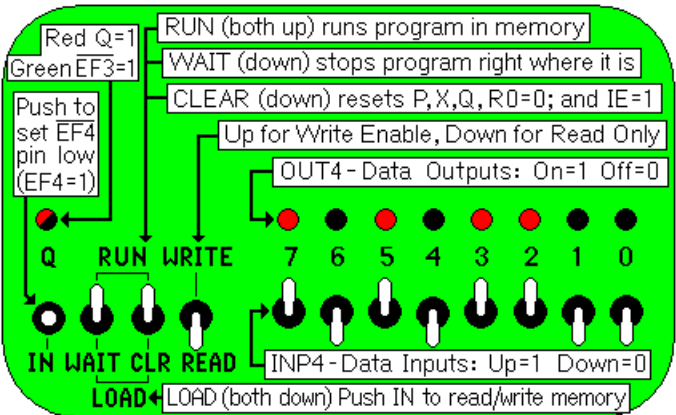 RUN (both up) runs program in memory
Red Q=1
Green EF3=1
WAIT (down) stops program right where it is
CLEAR (down) resets P,X,Q,R0=0; and IE=1
Push to
set EF4
pin low
(EF4=1)
Up for Write Enable, Down for Read Only
OUT4-Data Outputs: On=1 Off=0
Q RUN WRITE 7 6 5 4 3 2 1 0
IN WAIT CLR READ
INP4-Data Inputs: Up=1 Down=0
LOAD
LOAD (both down) Push IN to read/write memory